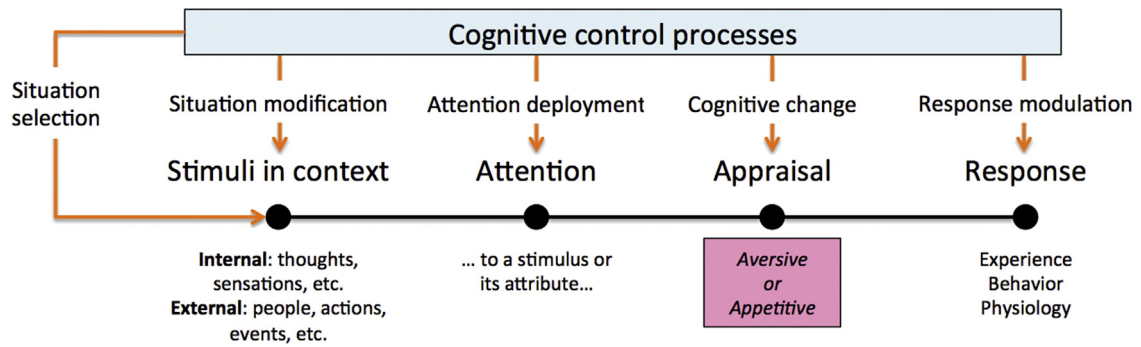 Cognitive control processes
Situation
selection
Situation modification
Attention deployment
Cognitive change
Response modulation
Stimuli in context
Attention
Appraisal
Response
Internal: thoughts,
sensations, etc.
External: people, actions,
events, etc.
... to a stimulus or
its attribute...
Aversive
or
Appetitive
Experience
Behavior
Physiology